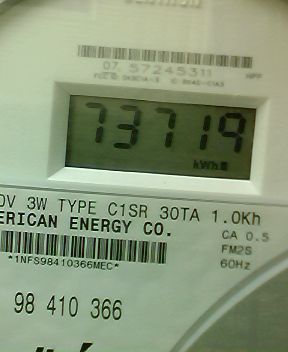 07 57245311
73719
kWh
0V 3W TYPE C1SR 30TA 1.0Kh
ERICAN ENERGY CO.
CA 0.5
*1NFS98410366MEC*
FM2S
60Hz
98 410 366